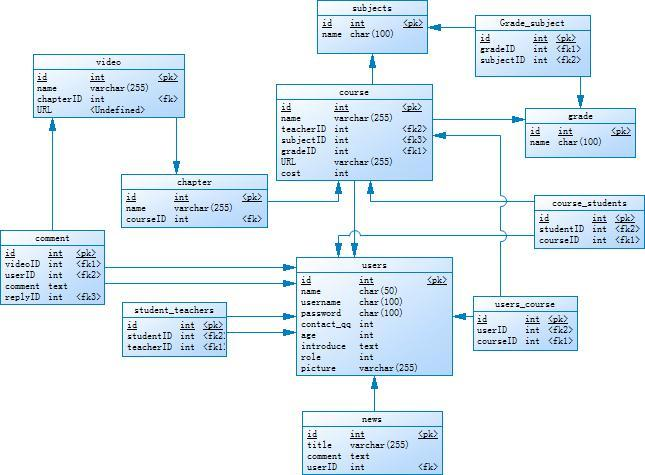 subjects
id int <pk>
name char(100)
Grade_subject
id int <pk>
gradeID int <fk1>
subjectID int <fk2>
video
id int <pk>
name varchar(255)
chapterID int <fk>
URL <Undefined>
course
id int <pk>
name varchar(255)
teacherID int <fk2>
subjectID int <fk3>
gradeID int <fk1>
URL varchar(255)
cost int
grade
id int <pk>
name char(100)
chapter
id int <pk>
name varchar(255)
courseID int <fk>
course_students
id int <pk>
studentID int <fk2>
courseID int <fk1>
comment
id int <pk>
videoID int <fk1>
userID int <fk2>
comment text
replyID int <fk3>
users
id int <pk>
name char(50)
username char(100)
password char(100)
contact_qq int
age int
introduce text
role int
picture varchar(255)
student_teachers
id int <pk>
studentID int <fk2
teacherID int <fk1
users_course
id int <pk>
userID int <fk2>
courseID int <fk1>
news
id int <pk>
title varchar(255)
comment text
userID int <fk>